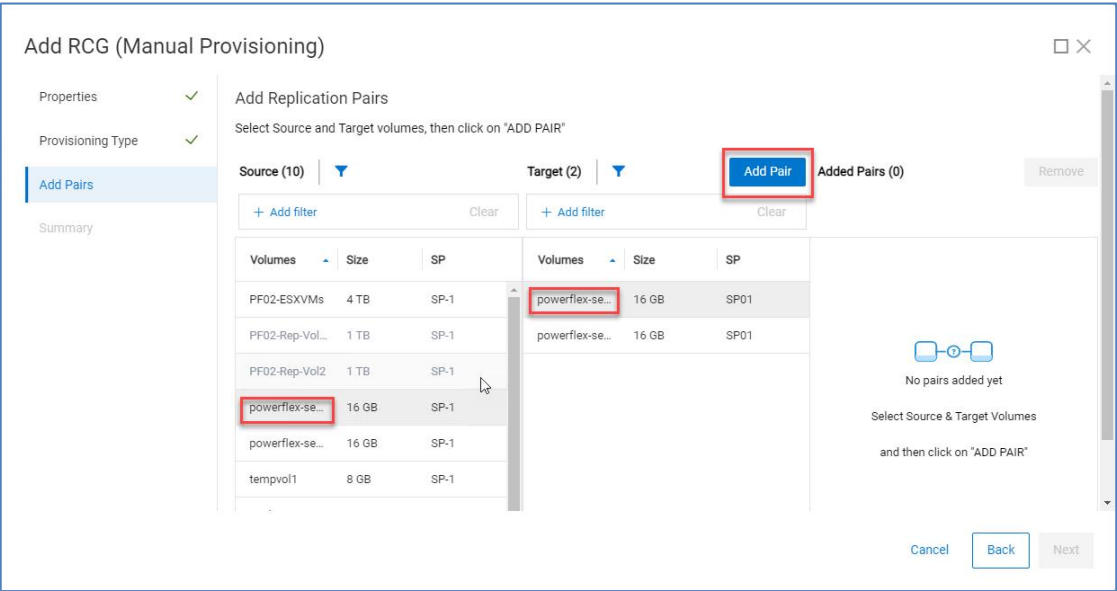 Add RCG (Manual Provisioning)
Properties
Provisioning Type
Add Pairs
Summary
Add Replication Pairs
Select Source and Target volumes, then click on "ADD PAIR"
Source (10)
Target (2)
Add Pair
Added Pairs (0)
Remove
+ Add filter Clear
+ Add filter Clear
Volumes Size SP
PF02-ESXVMs 4 TB SP-1
PF02-Rep-Vol... 1 TB SP-1
PF02-Rep-Vol2 1 TB SP-1
powerflex-se... 16 GB SP-1
powerflex-se... 16 GB SP-1
tempvol1 8 GB SP-1
Volumes Size SP
powerflex-se... 16 GB SP01
powerflex-se... 16 GB SP01
No pairs added yet
Select Source & Target Volumes
and then click on "ADD PAIR"
Cancel
Back
Next